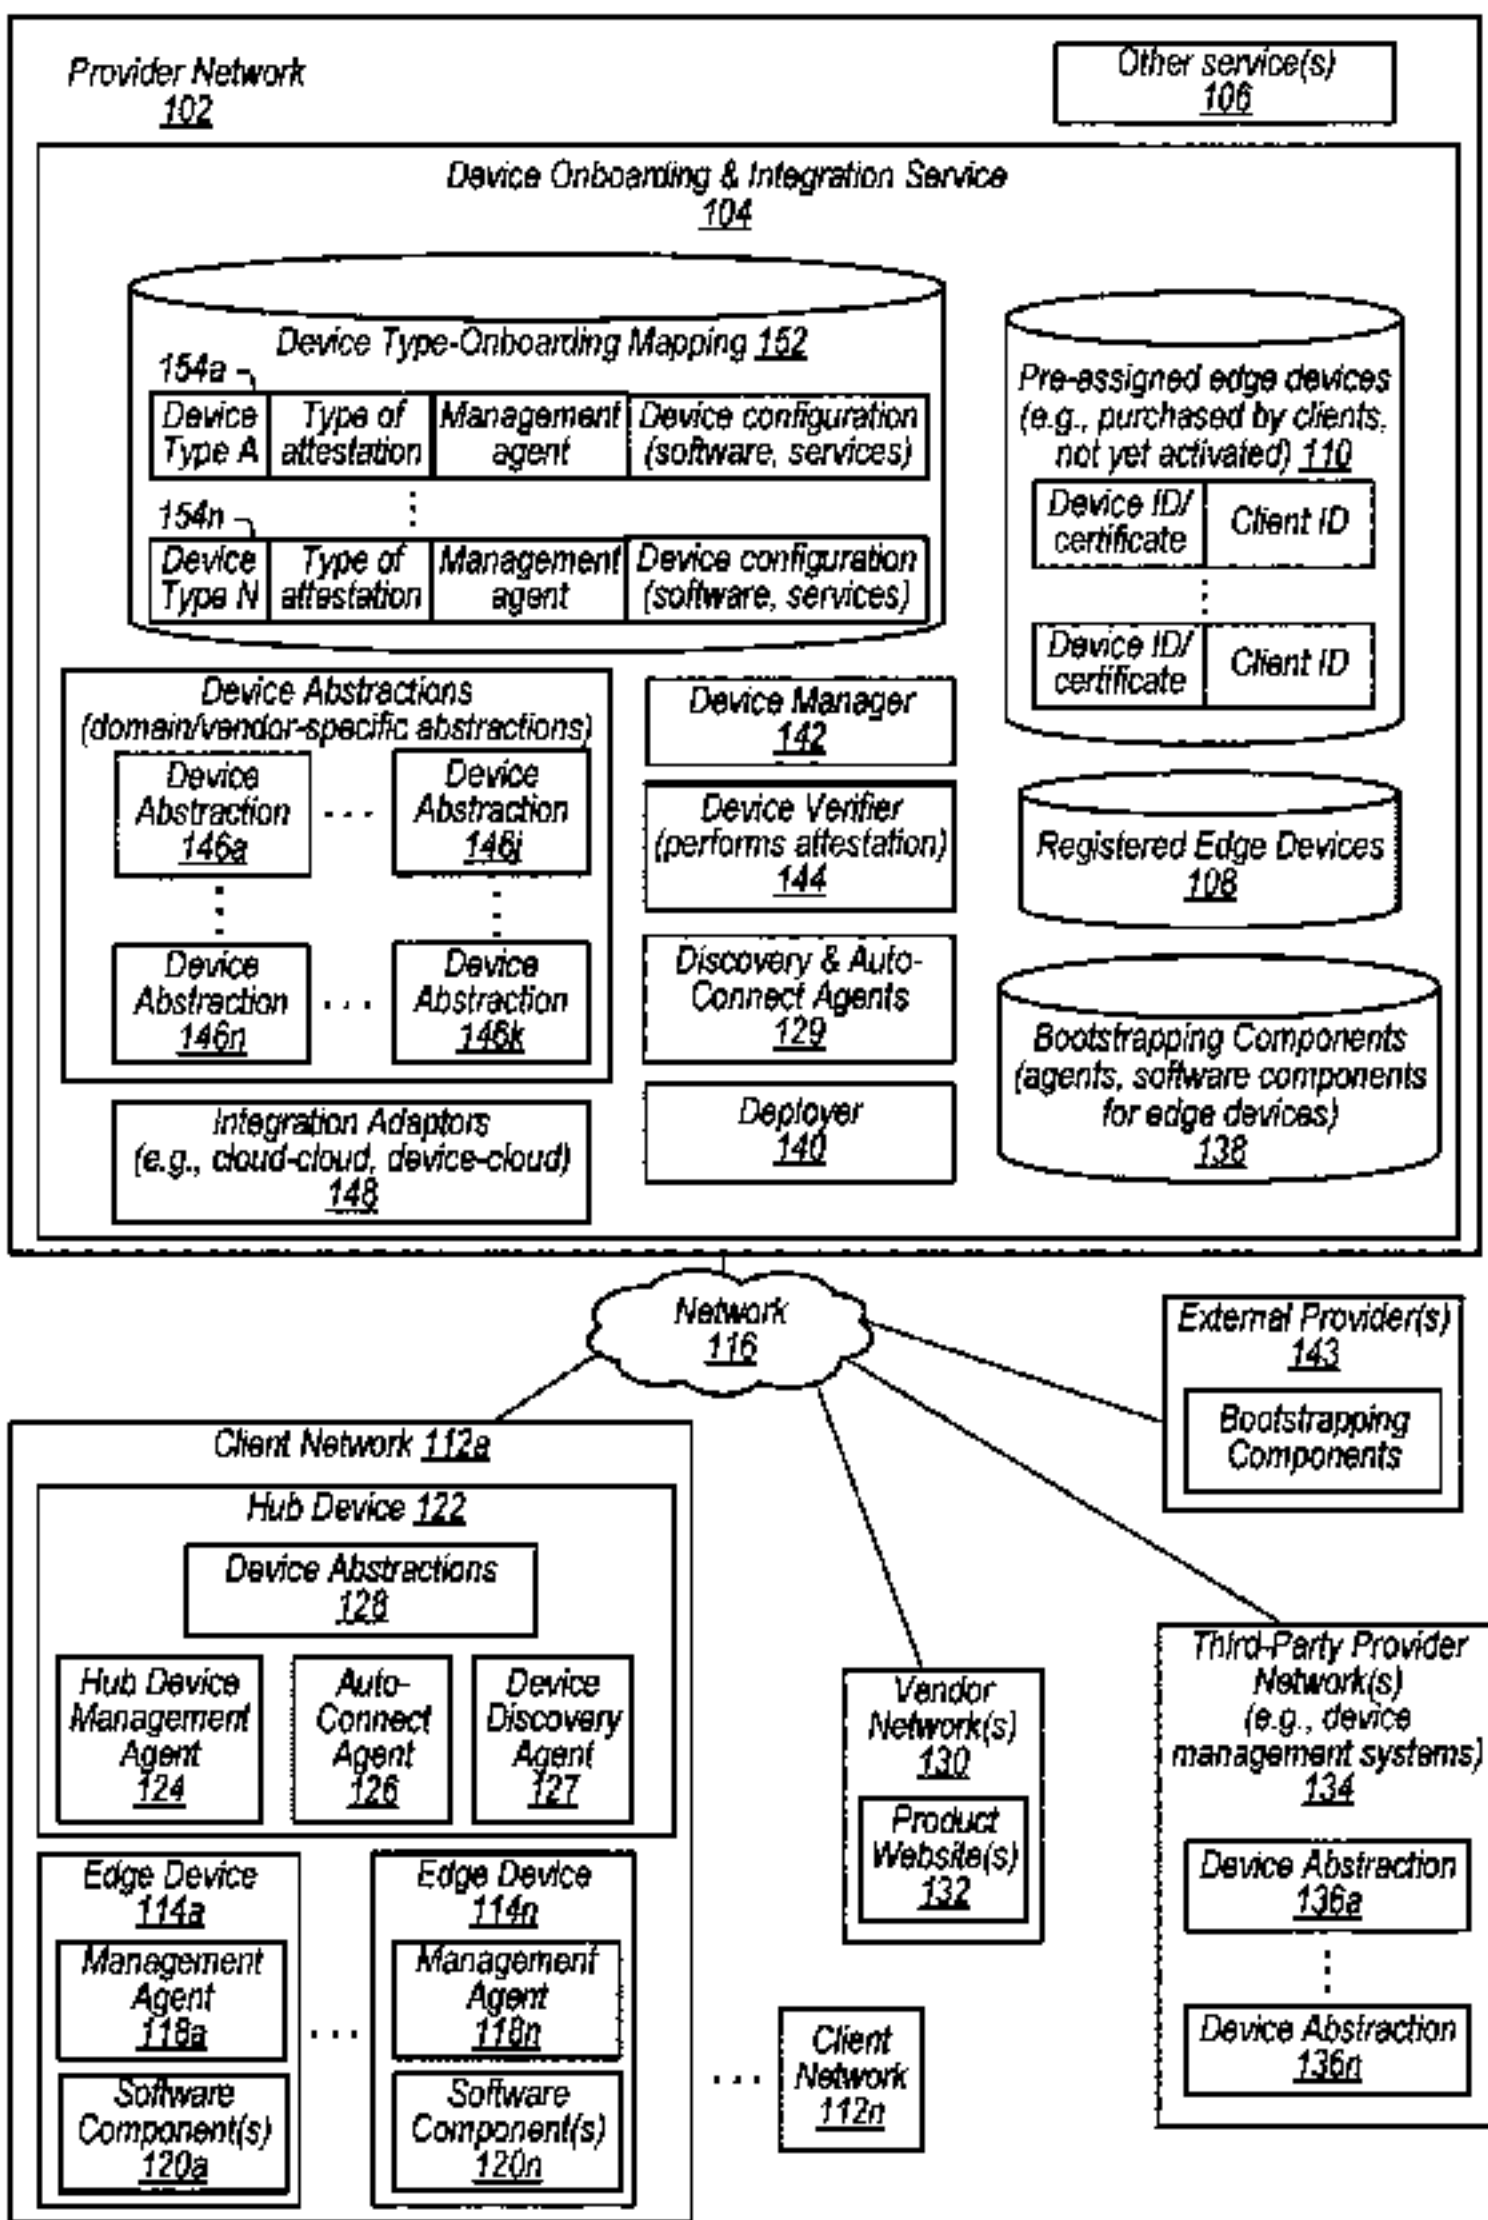 Provider Network
102
Other service(s)
106
Device Onboarding & Integration Service
104
Device Type-Onboarding Mapping 152
154a
Device Type A
Type of attestation
Management agent
Device configuration (software, services)
154n
Device Type N
Type of attestation
Management agent
Device configuration (software, services)
Pre-assigned edge devices
(e.g., purchased by clients,
not yet activated) 110
Device ID/ certificate
Client ID
Device ID/ certificate
Client ID
Device Abstractions
(domain/vendor-specific abstractions)
Device
Abstraction
146a
...
Device
Abstraction
146j
Device
Abstraction
146n
...
Device
Abstraction
146k
Integration Adaptors
(e.g., cloud-cloud, device-cloud)
148
Device Manager
142
Device Verifier
(performs attestation)
144
Discovery & Auto-
Connect Agents
129
Deployer
140
Registered Edge Devices
108
Bootstrapping Components
(agents, software components
for edge devices)
138
Network
116
External Provider(s)
143
Bootstrapping
Components
Client Network 112a
Hub Device 122
Device Abstractions
128
Hub Device
Management
Agent
124
Auto-
Connect
Agent
126
Device
Discovery
Agent
127
Edge Device
114a
Management
Agent
118a
Software
Component(s)
120a
...
Edge Device
114n
Management
Agent
118n
Software
Component(s)
120n
Vendor
Network(s)
130
Product
Website(s)
132
...
Client
Network
112n
Third-Party Provider
Network(s)
(e.g., device
management systems)
134
Device Abstraction
136a
Device Abstraction
136n